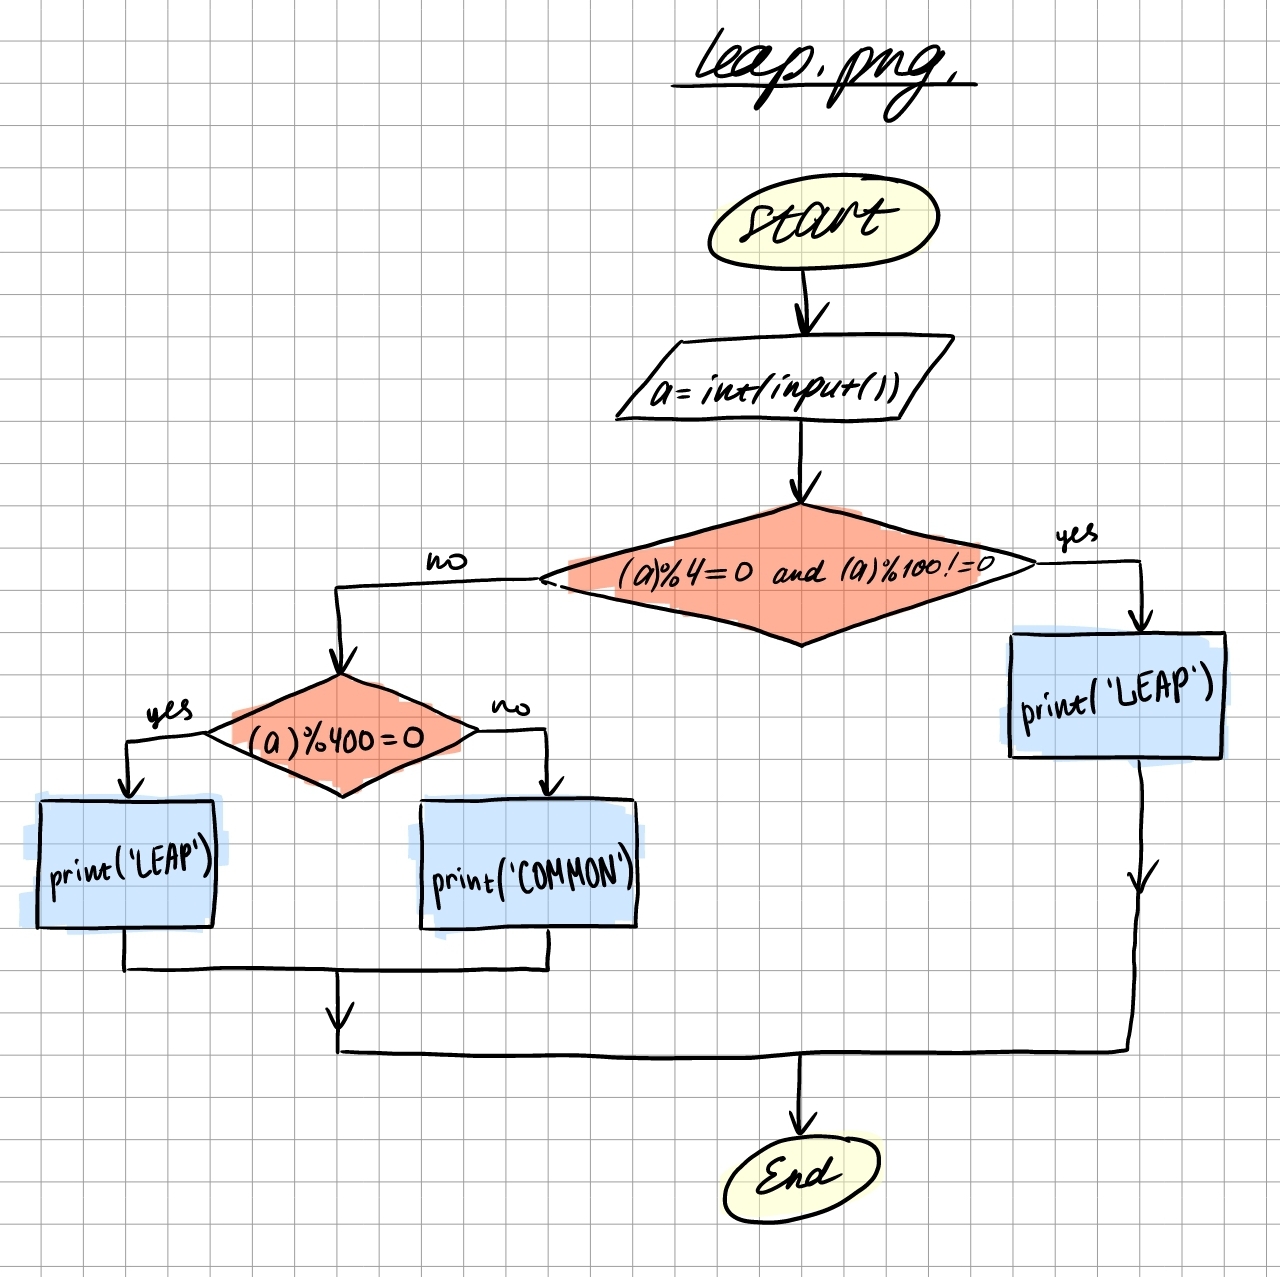 leap.png.
start
a= int(input())
(a)%4=0 and (a)%100!=0
no
yes
(a)%400=0
yes
no
print('LEAP')
print('LEAP')
print('COMMON')
End